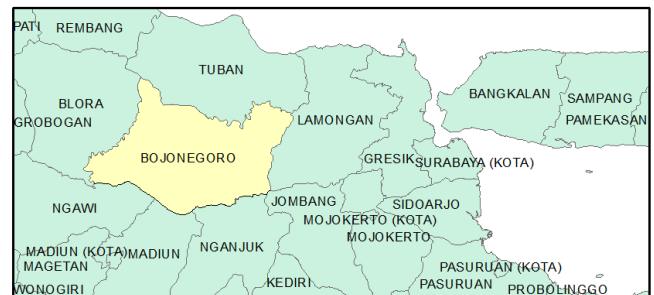 PATI
REMBANG
TUBAN
BLORA
GROBOGAN
BANGKALAN
SAMPANG
PAMEKASAN
LAMONGAN
BOJONEGORO
GRESIK
SURABAYA (KOTA)
NGAWI
JOMBANG
SIDOARJO
MOJOKERTO (KOTA)
MOJOKERTO
MADIUN (KOTA)
MADIUN
NGANJUK
MAGETAN
PASURUAN (KOTA)
WONOGIRI
KEDIRI
PASURUAN
PROBOLINGGO